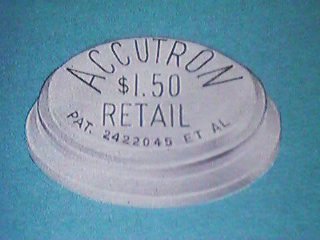 ACCUTRON
$1.50
RETAIL
PAT. 2422045 ET AL